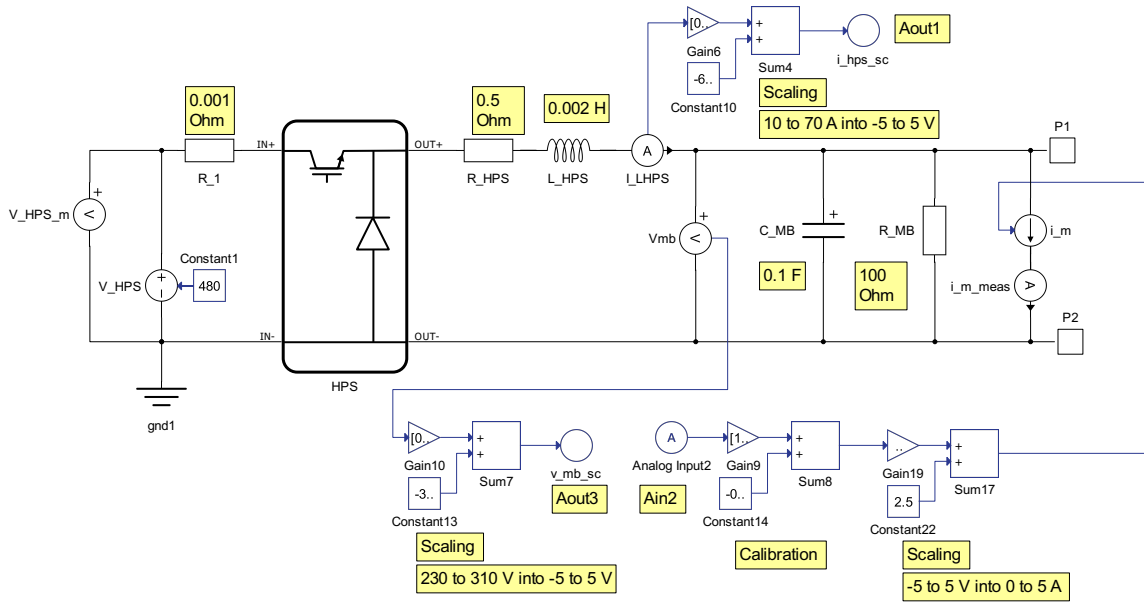 [0..
Gain6
-6..
Constant10
+
+
Sum4
i_hps_sc
Aout1
Scaling
10 to 70 A into -5 to 5 V
0.001
Ohm
R_1
IN+
OUT+
IN-
OUT-
HPS
0.5
Ohm
R_HPS
0.002 H
L_HPS
A
I_LHPS
P1
V_HPS_m
+
V
V_HPS
+
−
Constant1
480
gnd1
Vmb
+
V
C_MB
+
0.1 F
R_MB
100
Ohm
i_m
i_m_meas
A
P2
[0..
Gain10
-3..
Constant13
+
+
Sum7
v_mb_sc
Aout3
Scaling
230 to 310 V into -5 to 5 V
A
Analog Input2
Ain2
[1..
Gain9
-0..
Constant14
+
+
Sum8
Calibration
..
Gain19
2.5
Constant22
+
+
Sum17
Scaling
-5 to 5 V into 0 to 5 A